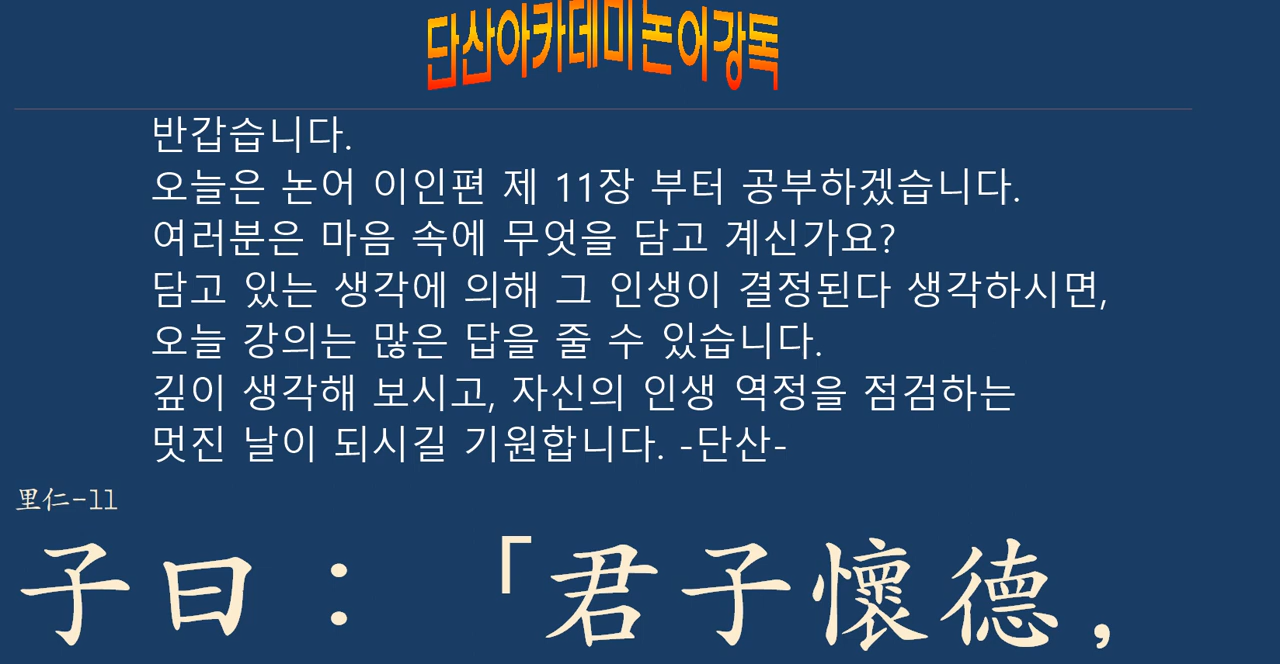 단산아카데미 논어강독
반갑습니다.
오늘은 논어 이인편 제 11장 부터 공부하겠습니다.
여러분은 마음 속에 무엇을 담고 계신가요?
담고 있는 생각에 의해 그 인생이 결정된다 생각하시면,
오늘 강의는 많은 답을 줄 수 있습니다.
깊이 생각해 보시고, 자신의 인생 역정을 점검하는
멋진 날이 되시길 기원합니다. -단산-
里仁-11
子曰：「君子懷德，